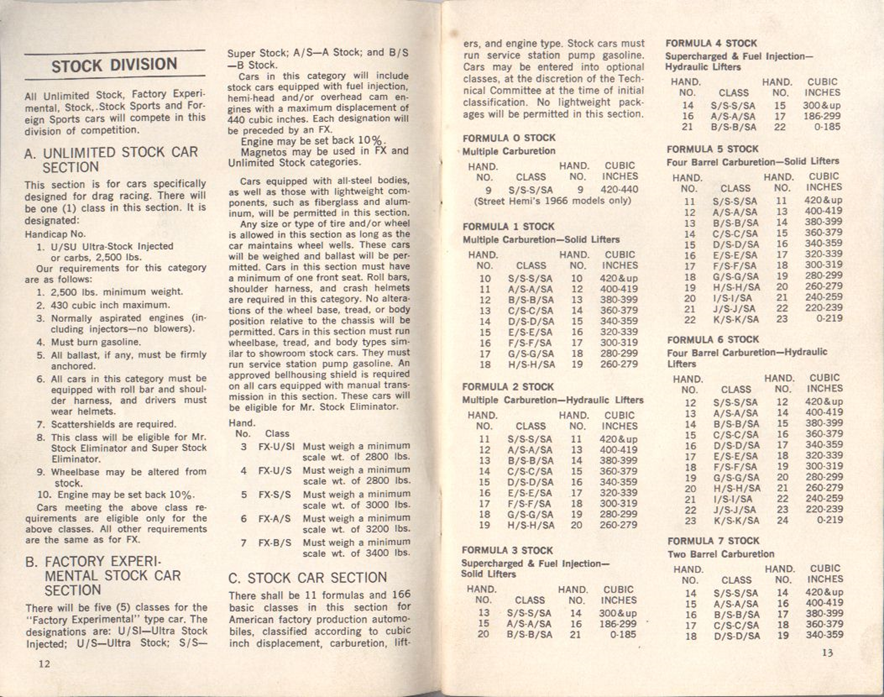 STOCK DIVISION
All Unlimited Stock, Factory Experi-
mental, Stock, Stock Sports and For-
eign Sports cars will compete in this
division of competition.
A. UNLIMITED STOCK CAR
SECTION
This section is for cars specifically
designed for drag racing. There will
be one (1) class in this section. It is
designated:
Handicap No.
1. U/SU Ultra-Stock Injected
or carbs, 2,500 lbs.
Our requirements for this category
are as follows:
1. 2,500 lbs. minimum weight.
2. 430 cubic inch maximum.
3. Normally aspirated engines (in-
cluding injectors—no blowers).
4. Must burn gasoline.
5. All ballast, if any, must be firmly
anchored.
6. All cars in this category must be
equipped with roll bar and shoul-
der harness, and drivers must
wear helmets.
7. Scattershields are required.
8. This class will be eligible for Mr.
Stock Eliminator and Super Stock
Eliminator.
9. Wheelbase may be altered from
stock.
10. Engine may be set back 10%.
Cars meeting the above class re-
quirements are eligible only for the
above classes. All other requirements
are the same as for FX.
B. FACTORY EXPERI-
MENTAL STOCK CAR
SECTION
There will be five (5) classes for the
"Factory Experimental" type car. The
designations are: U/SI—Ultra Stock
Injected; U/S—Ultra Stock; S/S—
12
Super Stock; A/S—A Stock; and B/S
—B Stock.
Cars in this category will include
stock cars equipped with fuel injection,
hemi-head and/or overhead cam en-
gines with a maximum displacement of
440 cubic inches. Each designation will
be preceded by an FX.
Engine may be set back 10%.
Magnetos may be used in FX and
Unlimited Stock categories.
Cars equipped with all-steel bodies,
as well as those with lightweight com-
ponents, such as fiberglass and alum-
inum, will be permitted in this section.
Any size or type of tire and/or wheel
is allowed in this section as long as the
car maintains wheel wells. These cars
will be weighed and ballast will be per-
mitted. Cars in this section must have
a minimum of one front seat. Roll bars,
shoulder harness, and crash helmets
are required in this category. No altera-
tions of the wheel base, tread, or body
position relative to the chassis will be
permitted. Cars in this section must run
wheelbase, tread, and body types sim-
ilar to showroom stock cars. They must
run service station pump gasoline. An
approved bellhousing shield is required
on all cars equipped with manual trans-
mission in this section. These cars will
be eligible for Mr. Stock Eliminator.
Hand.
No. Class
3 FX-U/SI Must weigh a minimum
scale wt. of 2800 lbs.
4 FX-U/S Must weigh a minimum
scale wt. of 2800 lbs.
5 FX-S/S Must weigh a minimum
scale wt. of 3000 lbs.
6 FX-A/S Must weigh a minimum
scale wt. of 3200 lbs.
7 FX-B/S Must weigh a minimum
scale wt. of 3400 lbs.
C. STOCK CAR SECTION
There shall be 11 formulas and 166
basic classes in this section for
American factory production automo-
biles, classified according to cubic
inch displacement, carburetion, lift-
ers, and engine type. Stock cars must
run service station pump gasoline.
Cars may be entered into optional
classes, at the discretion of the Tech-
nical Committee at the time of initial
classification. No lightweight pack-
ages will be permitted in this section.
FORMULA O STOCK
Multiple Carburetion
HAND. HAND. CUBIC
NO. CLASS NO. INCHES
9 S/S-S/SA 9 420-440
(Street Hemi's 1966 models only)
FORMULA 1 STOCK
Multiple Carburetion—Solid Lifters
HAND. HAND. CUBIC
NO. CLASS NO. INCHES
10 S/S-S/SA 10 420&up
11 A/S-A/SA 12 400-419
12 B/S-B/SA 13 380-399
13 C/S-C/SA 14 360-379
14 D/S-D/SA 15 340-359
15 E/S-E/SA 16 320-339
16 F/S-F/SA 17 300-319
17 G/S-G/SA 18 280-299
18 H/S-H/SA 19 260-279
FORMULA 2 STOCK
Multiple Carburetion—Hydraulic Lifters
HAND. HAND. CUBIC
NO. CLASS NO. INCHES
11 S/S-S/SA 11 420&up
12 A/S-A/SA 13 400-419
13 B/S-B/SA 14 380-399
14 C/S-C/SA 15 360-379
15 D/S-D/SA 16 340-359
16 E/S-E/SA 17 320-339
17 F/S-F/SA 18 300-319
18 G/S-G/SA 19 280-299
19 H/S-H/SA 20 260-279
FORMULA 3 STOCK
Supercharged & Fuel Injection—
Solid Lifters
HAND. HAND. CUBIC
NO. CLASS NO. INCHES
13 S/S-S/SA 14 300&up
15 A/S-A/SA 16 186-299
20 B/S-B/SA 21 0-185
FORMULA 4 STOCK
Supercharged & Fuel Injection—
Hydraulic Lifters
HAND. HAND. CUBIC
NO. CLASS NO. INCHES
14 S/S-S/SA 15 300&up
16 A/S-A/SA 17 186-299
21 B/S-B/SA 22 0-185
FORMULA 5 STOCK
Four Barrel Carburetion—Solid Lifters
HAND. HAND. CUBIC
NO. CLASS NO. INCHES
11 S/S-S/SA 11 420&up
12 A/S-A/SA 13 400-419
13 B/S-B/SA 14 380-399
14 C/S-C/SA 15 360-379
15 D/S-D/SA 16 340-359
16 E/S-E/SA 17 320-339
17 F/S-F/SA 18 300-319
18 G/S-G/SA 19 280-299
19 H/S-H/SA 20 260-279
20 I/S-I/SA 21 240-259
21 J/S-J/SA 22 220-239
22 K/S-K/SA 23 0-219
FORMULA 6 STOCK
Four Barrel Carburetion—Hydraulic
Lifters
HAND. HAND. CUBIC
NO. CLASS NO. INCHES
12 S/S-S/SA 12 420&up
13 A/S-A/SA 14 400-419
14 B/S-B/SA 15 380-399
15 C/S-C/SA 16 360-379
16 D/S-D/SA 17 340-359
17 E/S-E/SA 18 320-339
18 F/S-F/SA 19 300-319
19 G/S-G/SA 20 280-299
20 H/S-H/SA 21 260-279
21 I/S-I/SA 22 240-259
22 J/S-J/SA 23 220-239
23 K/S-K/SA 24 0-219
FORMULA 7 STOCK
Two Barrel Carburetion
HAND. HAND. CUBIC
NO. CLASS NO. INCHES
14 S/S-S/SA 14 420&up
15 A/S-A/SA 16 400-419
16 B/S-B/SA 17 380-399
17 C/S-C/SA 18 360-379
18 D/S-D/SA 19 340-359
13